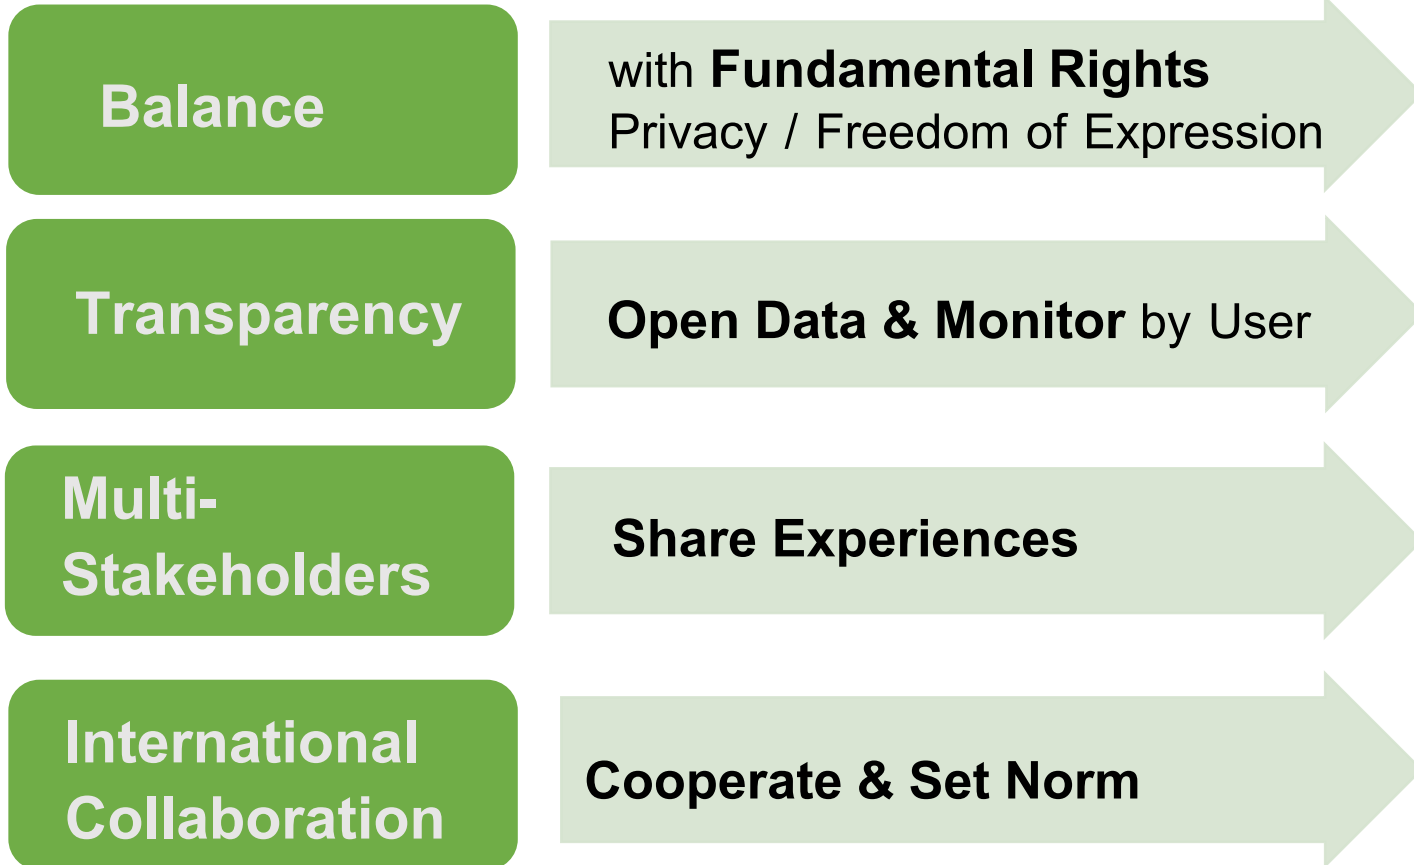 Balance
with Fundamental Rights
Privacy / Freedom of Expression
Transparency
Open Data & Monitor by User
Multi-
Stakeholders
Share Experiences
International
Collaboration
Cooperate & Set Norm